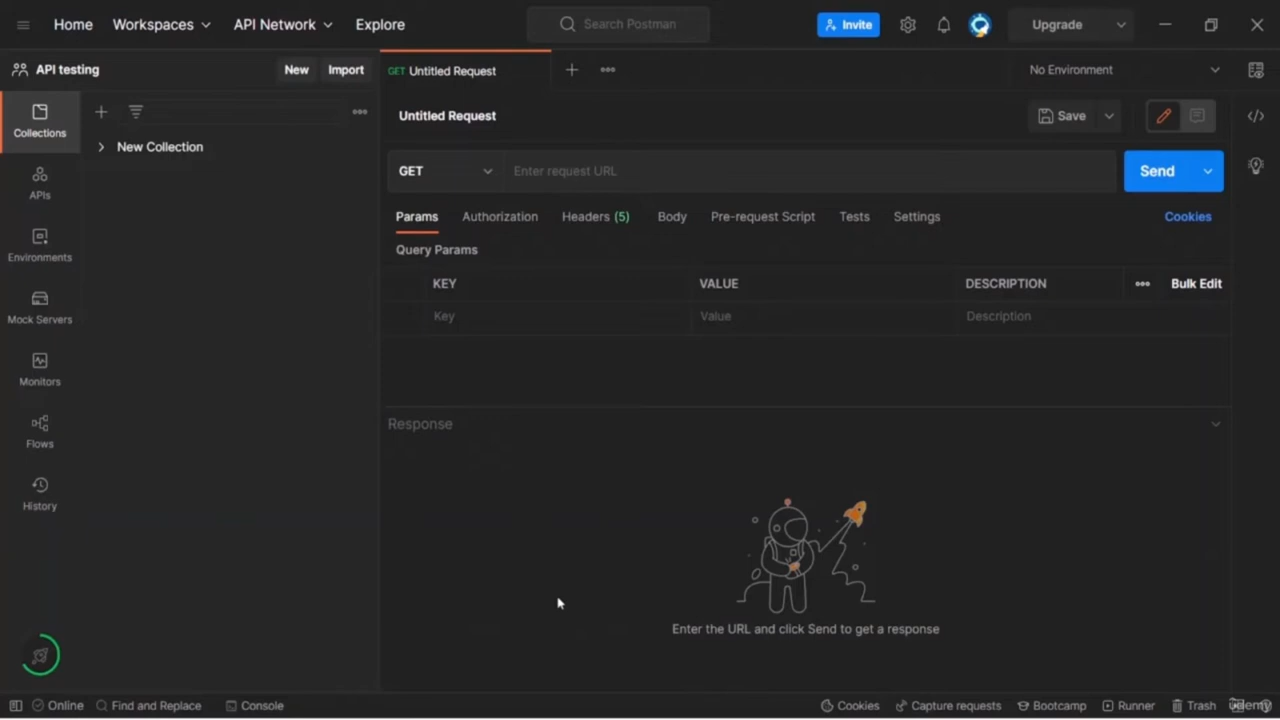 Home Workspaces API Network Explore Search Postman Invite Upgrade
API testing New Import GET Untitled Request No Environment
Collections
New Collection
Untitled Request Save
GET Enter request URL Send
APIs
Params Authorization Headers (5) Body Pre-request Script Tests Settings Cookies
Query Params
Environments
KEY VALUE DESCRIPTION Bulk Edit
Key Value Description
Mock Servers
Monitors
Response
Flows
History
Enter the URL and click Send to get a response
Online Find and Replace Console Cookies Capture requests Bootcamp Runner Trash
udemy